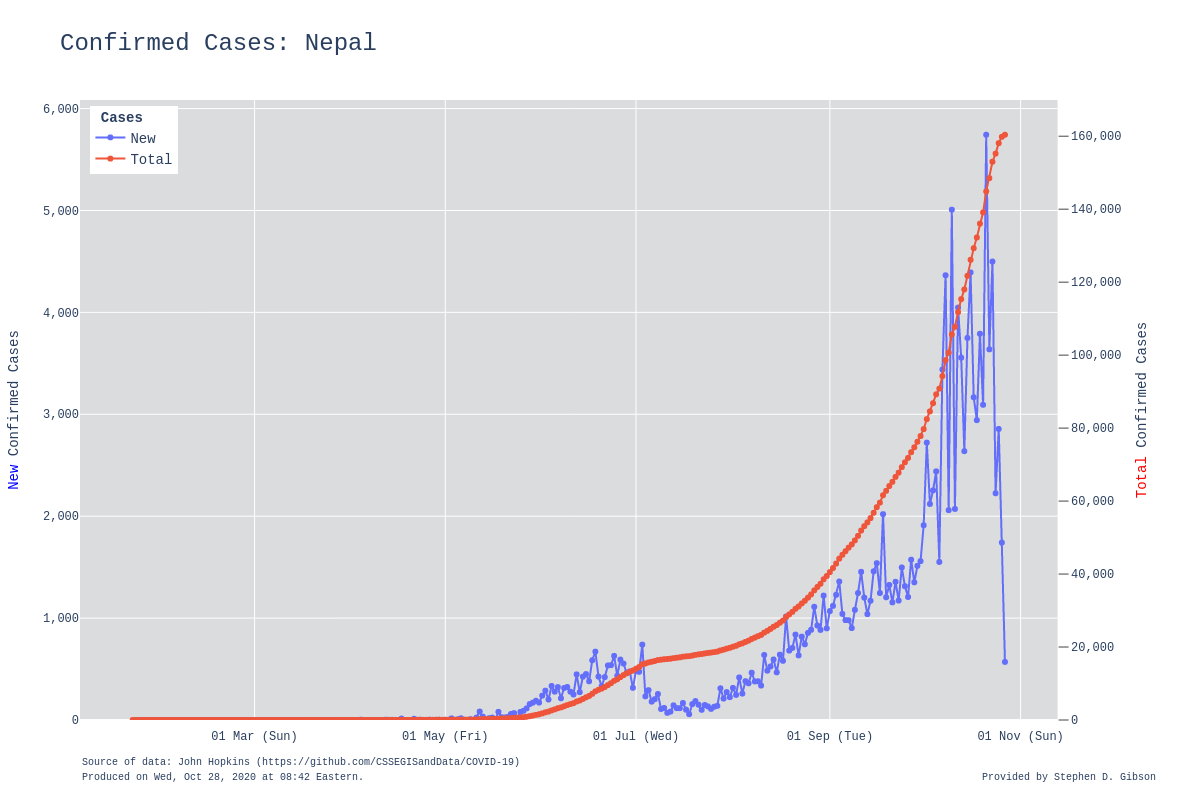 Confirmed Cases: Nepal
Cases
New
Total
6,000
5,000
4,000
3,000
2,000
1,000
0
New Confirmed Cases
160,000
140,000
120,000
100,000
80,000
60,000
40,000
20,000
0
Total Confirmed Cases
01 Mar (Sun)
01 May (Fri)
01 Jul (Wed)
01 Sep (Tue)
01 Nov (Sun)
Source of data: John Hopkins (https://github.com/CSSEGISandData/COVID-19)
Produced on Wed, Oct 28, 2020 at 08:42 Eastern.
Provided by Stephen D. Gibson